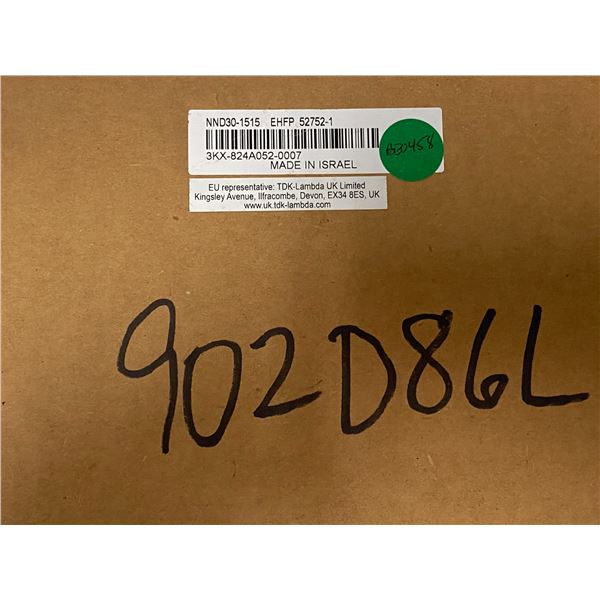 NND30-1515 EHFP 52752-1
3KX-824A052-0007
MADE IN ISRAEL
B30458
EU representative: TDK-Lambda UK Limited
Kingsley Avenue, Ilfracombe, Devon, EX34 8ES, UK
www.uk.tdk-lambda.com
902D86L